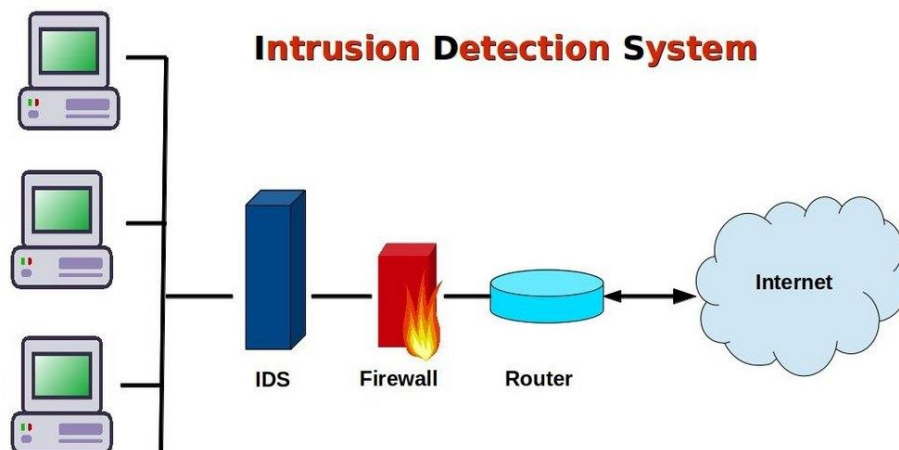 Intrusion Detection System
Internet
IDS
Firewall
Router